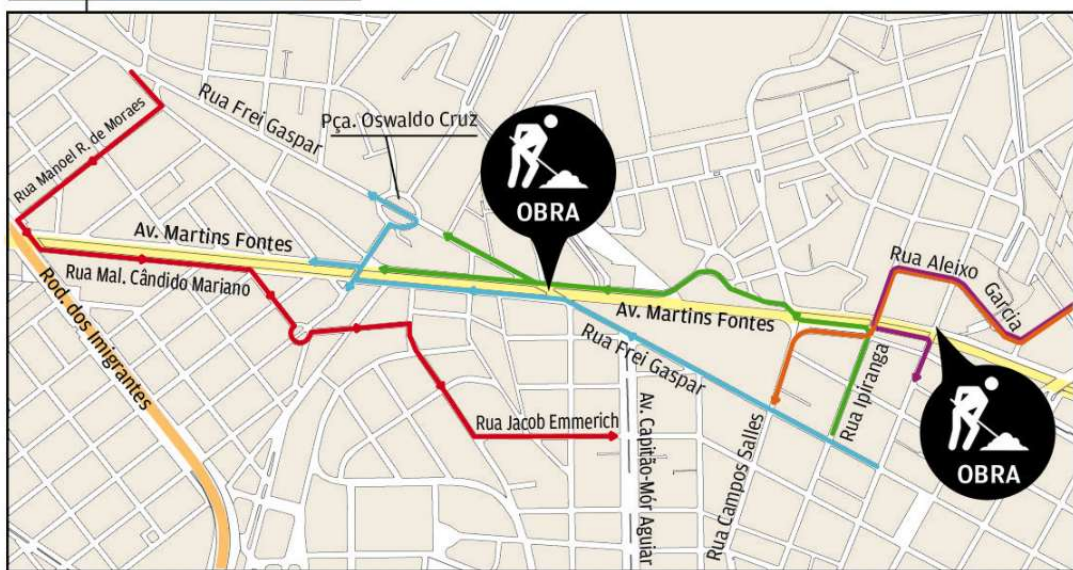 Rua Frei Gaspar
Pça. Oswaldo Cruz
Rua Manoel R. de Moraes
OBRA
Av. Martins Fontes
Rua Mal. Cândido Mariano
Rod. dos Imigrantes
Rua Aleixo
Garcia
Av. Martins Fontes
Rua Frei Gaspar
Rua Ipiranga
Rua Jacob Emmerich
Av. Capitão-Mór Aguiar
Rua Campos Salles
OBRA